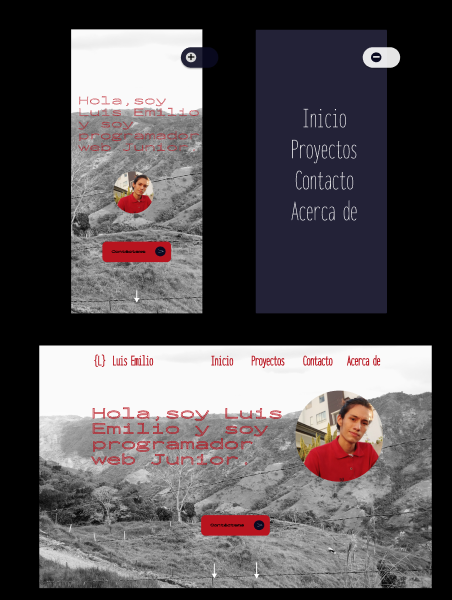 Hola,soy
Luis Emilio
y soy
programador
web Junior.
Inicio
Proyectos
Contacto
Acerca de
{L} Luis Emilio Inicio Proyectos Contacto Acerca de
Hola,soy Luis
Emilio y soy
programador
web Junior.